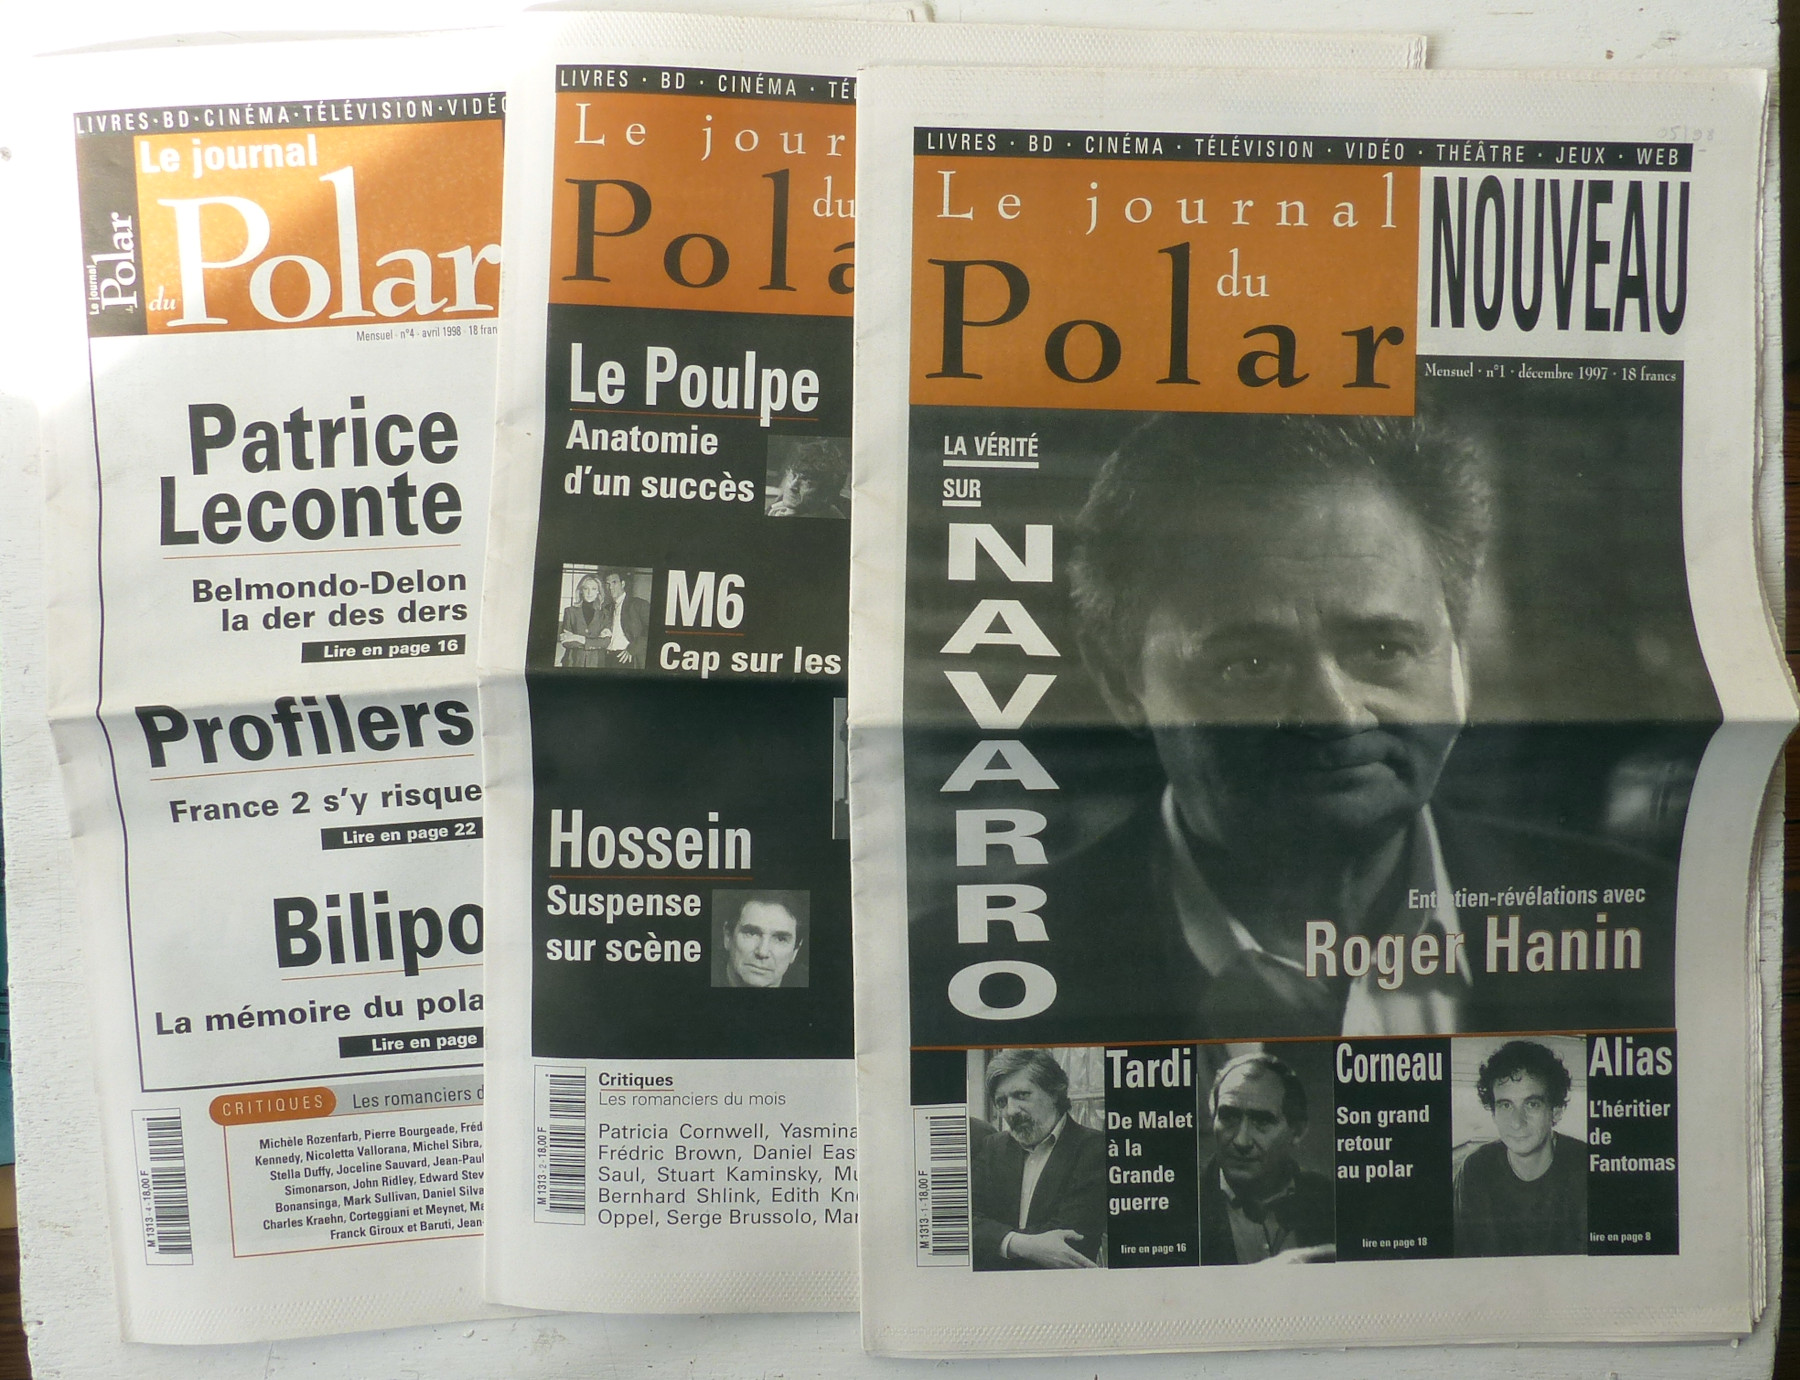 LIVRES · BD · CINÉMA · TÉLÉVISION · VIDÉO
Le journal
du Polar
Le journal
du Polar
Mensuel · n°4 · avril 1998 · 18 fran
Patrice
Leconte
Belmondo-Delon
la der des ders
Lire en page 16
Profilers
France 2 s'y risque
Lire en page 22
Bilipo
La mémoire du pola
Lire en page
CRITIQUES
Les romanciers d
Michèle Rozenfarb, Pierre Bourgeade, Fréd
Kennedy, Nicoletta Vallorana, Michel Sibra,
Stella Duffy, Joceline Sauvard, Jean-Paul
Simonarson, John Ridley, Edward Stew
Bonansinga, Mark Sullivan, Daniel Silva
Charles Kraehn, Corteggiani et Meynet, Ma
Franck Giroux et Baruti, Jean-
M 1313 - 4 - 18,00 F
LIVRES · BD · CINÉMA · TÉL
Le jour
du
Pola
Le Poulpe
Anatomie
d'un succès
M6
Cap sur les
Hossein
Suspense
sur scène
Critiques
Les romanciers du mois
Patricia Cornwell, Yasmina
Frédric Brown, Daniel Eas
Saul, Stuart Kaminsky, Mu
Bernhard Shlink, Edith Kne
Oppel, Serge Brussolo, Mar
M 1313 - 2 - 18,00 F
LIVRES · BD · CINÉMA · TÉLÉVISION · VIDÉO · THÉÂTRE · JEUX · WEB
Le journal
du
Polar
NOUVEAU
Mensuel · n°1 · décembre 1997 · 18 francs
LA VÉRITÉ
SUR
NAVARRO
Entretien-révélations avec
Roger Hanin
Tardi
De Malet
à la
Grande
guerre
lire en page 16
Corneau
Son grand
retour
au polar
lire en page 18
Alias
L'héritier
de
Fantomas
lire en page 8
M 1313 - 1 - 18,00 F
05/98